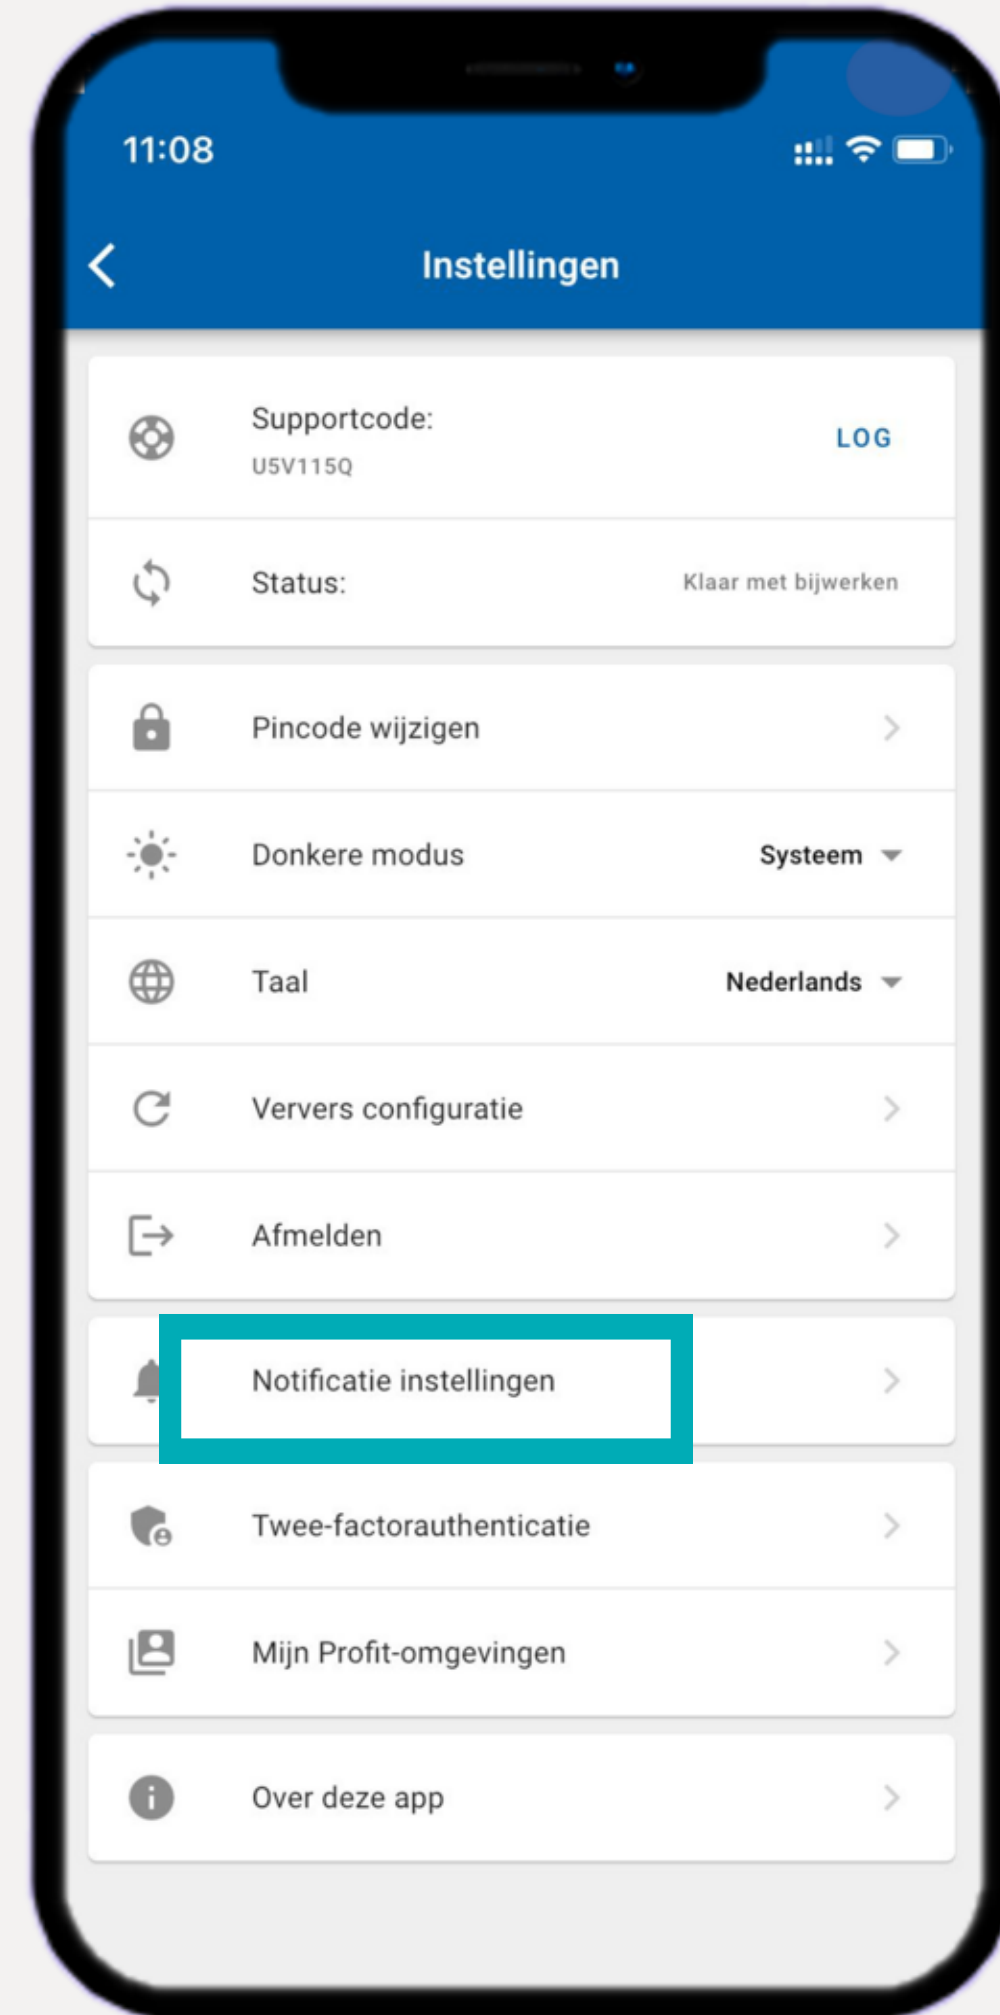 11:08
Instellingen
Supportcode:
LOG
U5V115Q
Status:
Klaar met bijwerken
Pincode wijzigen
Donkere modus
Systeem
Taal
Nederlands
Ververs configuratie
Afmelden
Notificatie instellingen
Twee-factorauthenticatie
Mijn Profit-omgevingen
Over deze app